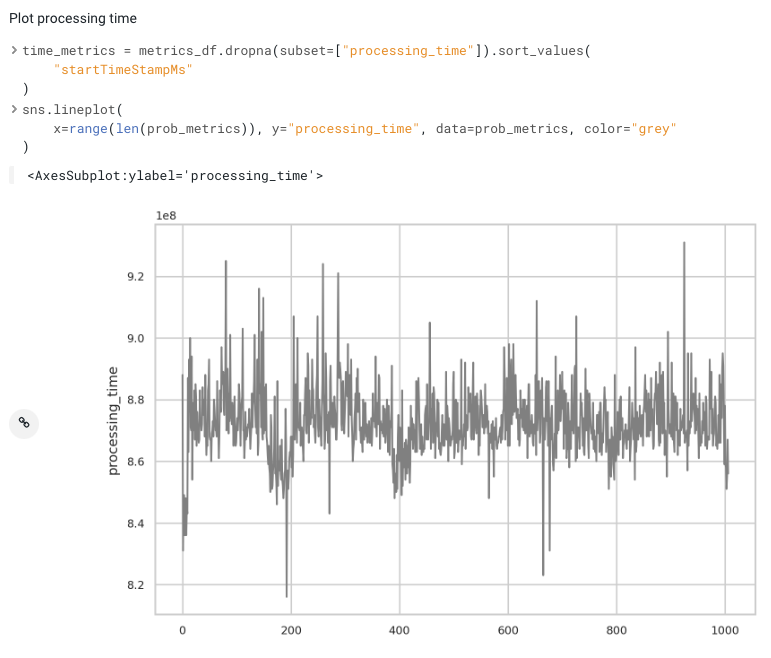 Plot processing time
> time_metrics = metrics_df.dropna(subset=["processing_time"]).sort_values(
"startTimeStampMs"
)
> sns.lineplot(
x=range(len(prob_metrics)), y="processing_time", data=prob_metrics, color="grey"
)
<AxesSubplot:ylabel='processing_time'>
1e8
9.2
9.0
8.8
8.6
8.4
8.2
processing_time
0 200 400 600 800 1000